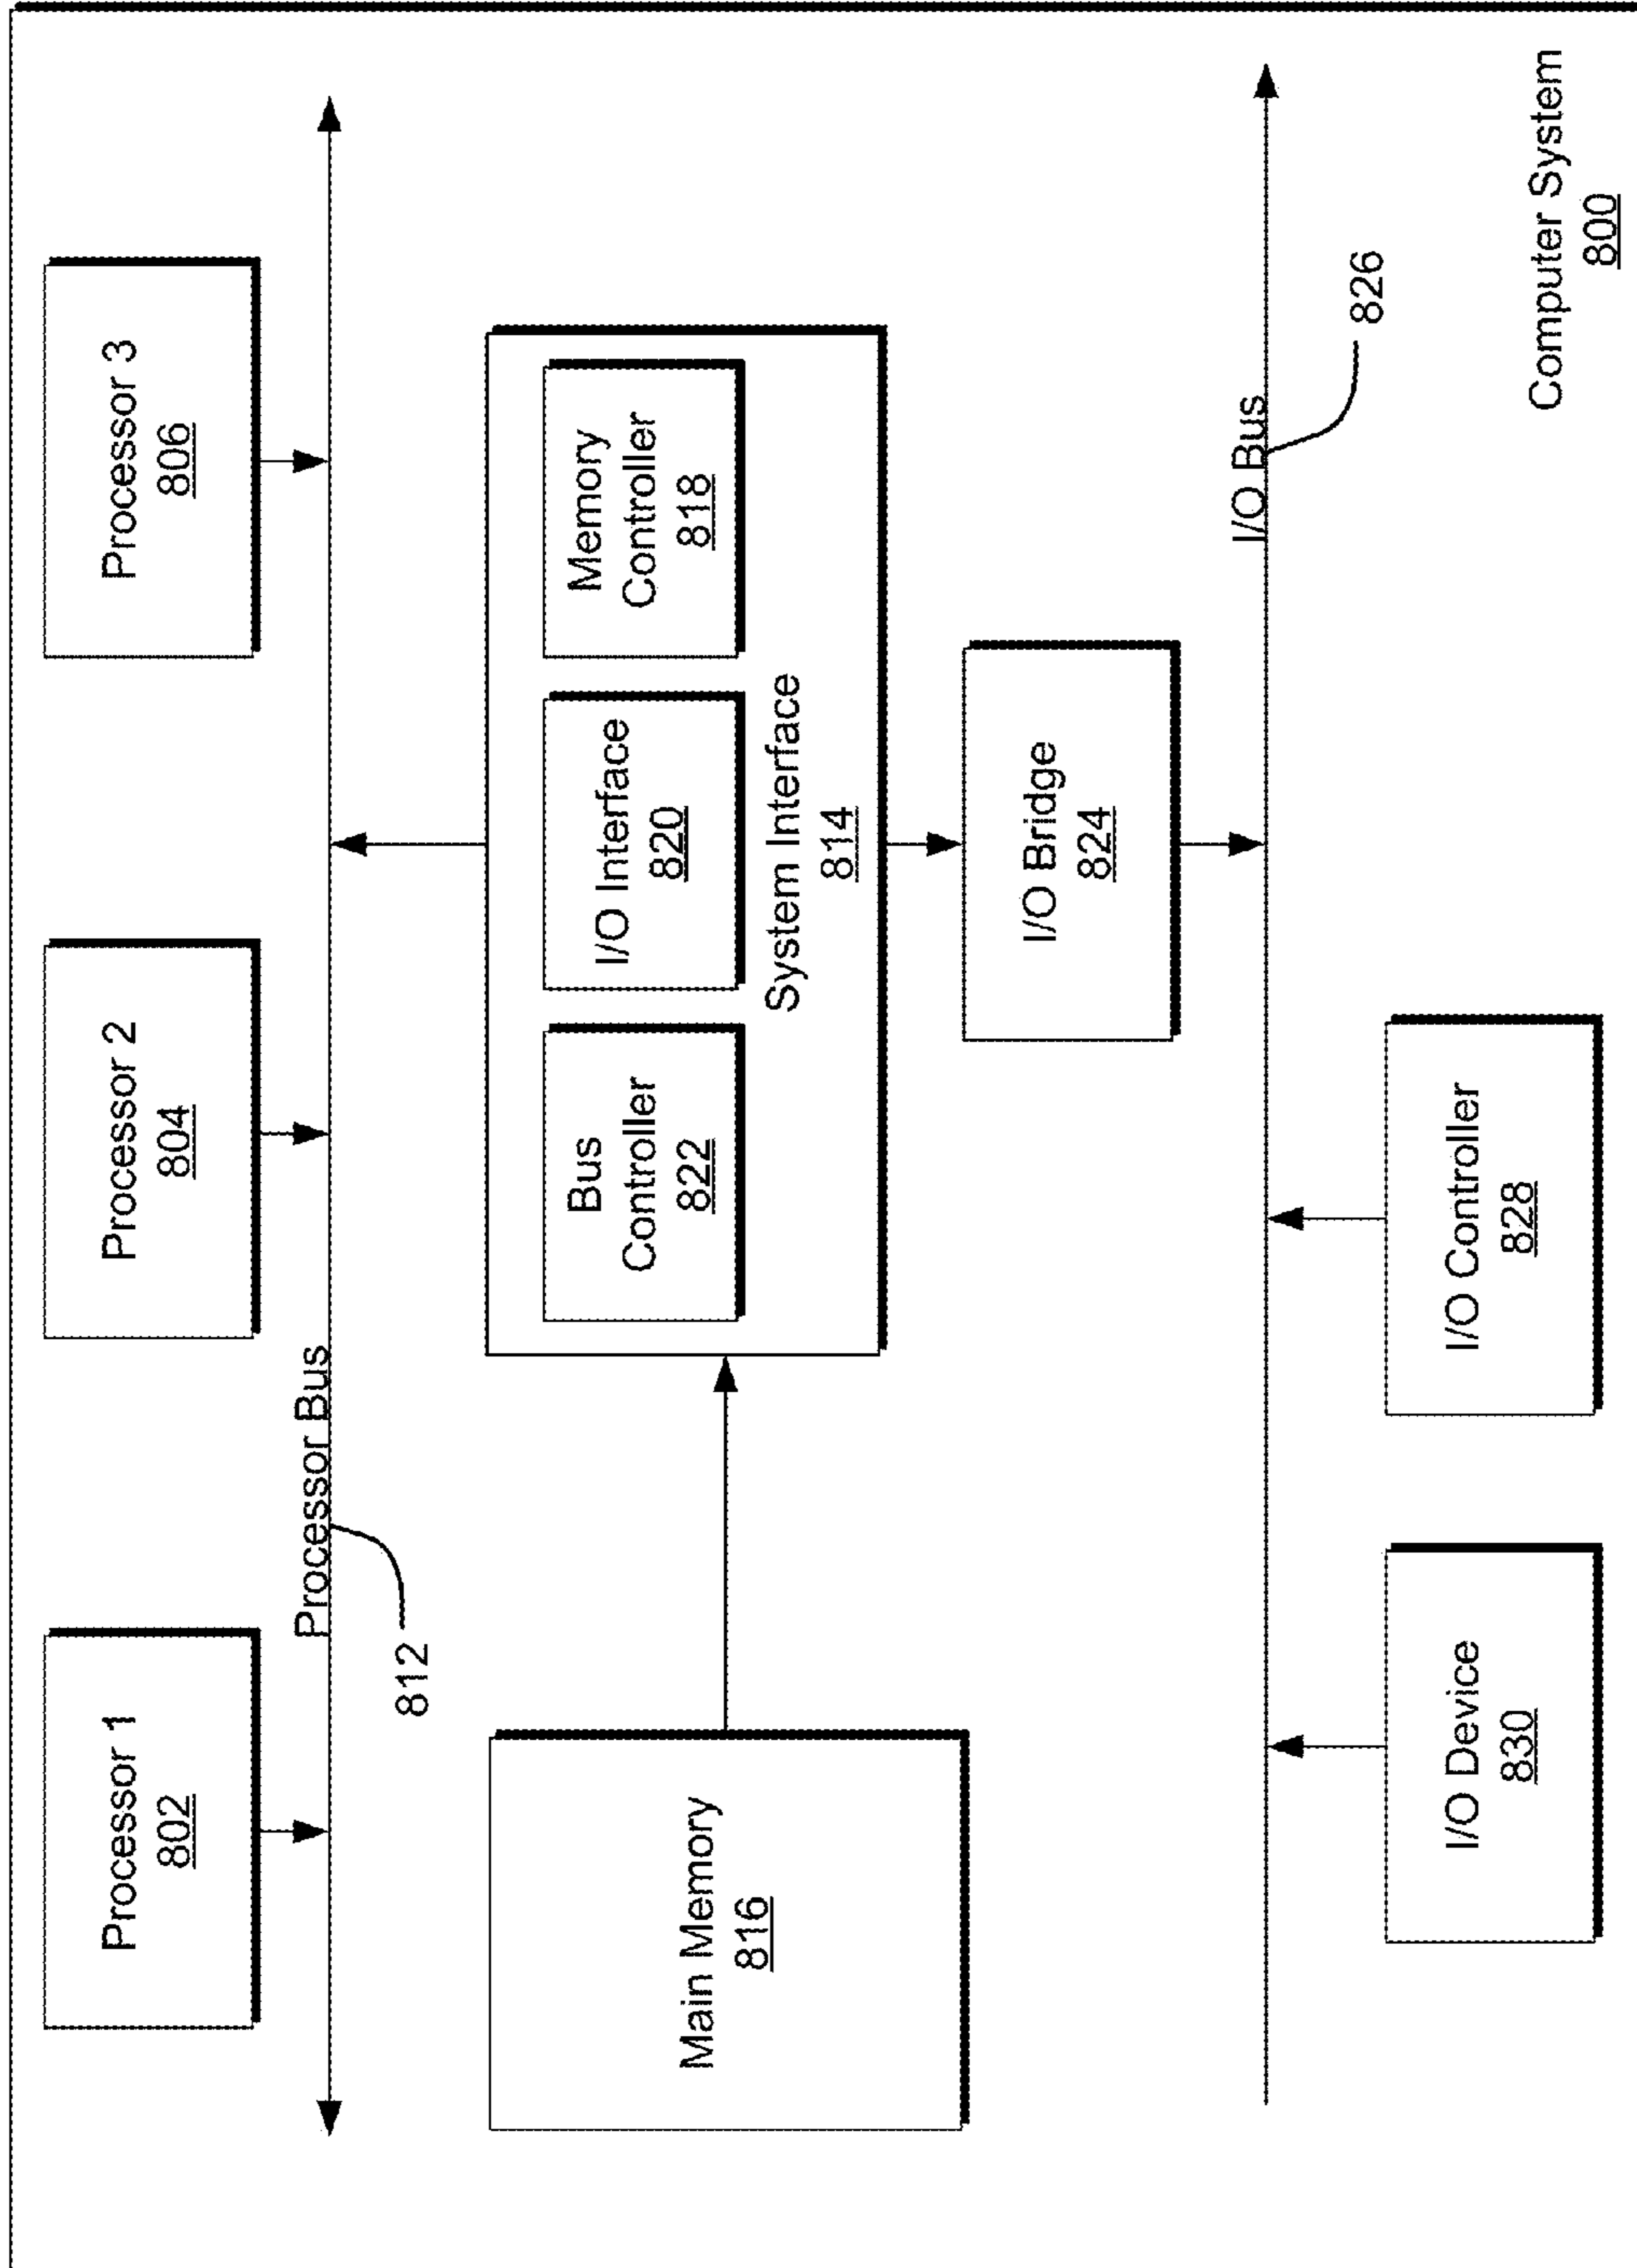 Processor 1
802
Processor 2
804
Processor 3
806
Processor Bus
812
Main Memory
816
Bus
Controller
822
I/O Interface
820
Memory
Controller
818
System Interface
814
I/O Bridge
824
I/O Bus
826
I/O Device
830
I/O Controller
828
Computer System
800